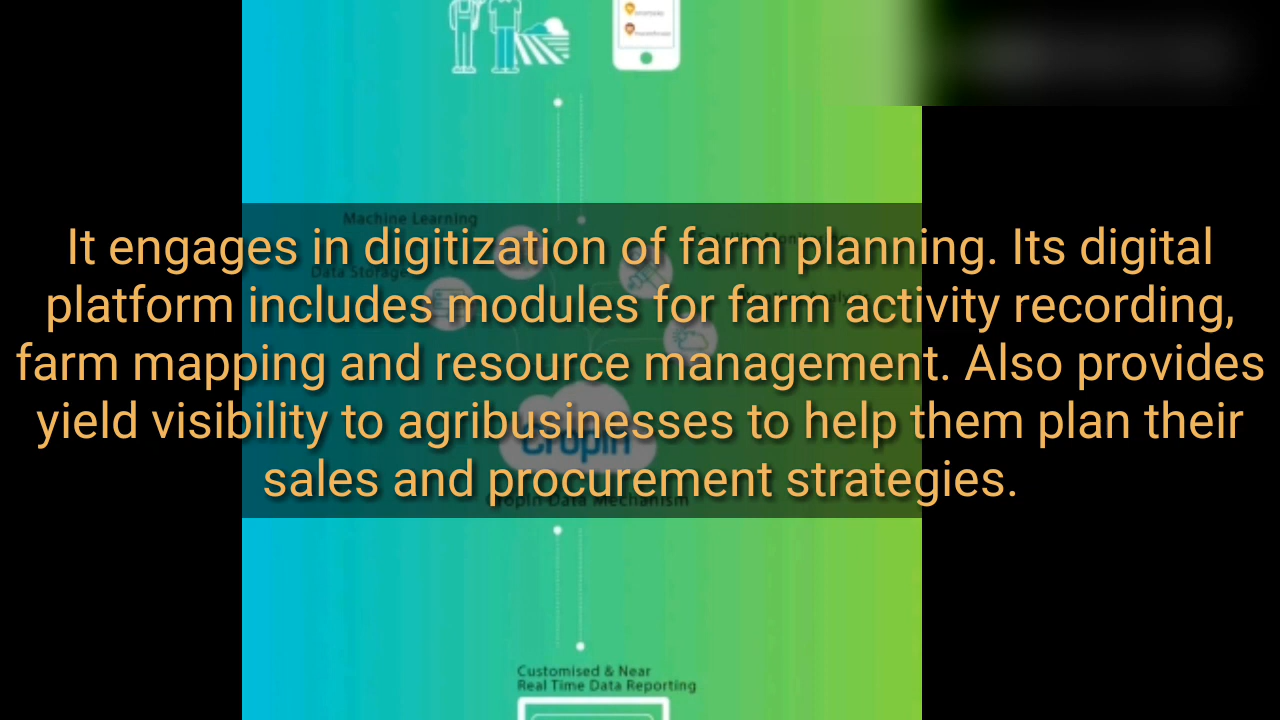 Machine Learning
It engages in digitization of farm planning. Its digital
Data Storage
platform includes modules for farm activity recording,
farm mapping and resource management. Also provides
yield visibility to agribusinesses to help them plan their
Cropin
sales and procurement strategies.
Cropin Data Mechanism
Customised & Near
Real Time Data Reporting